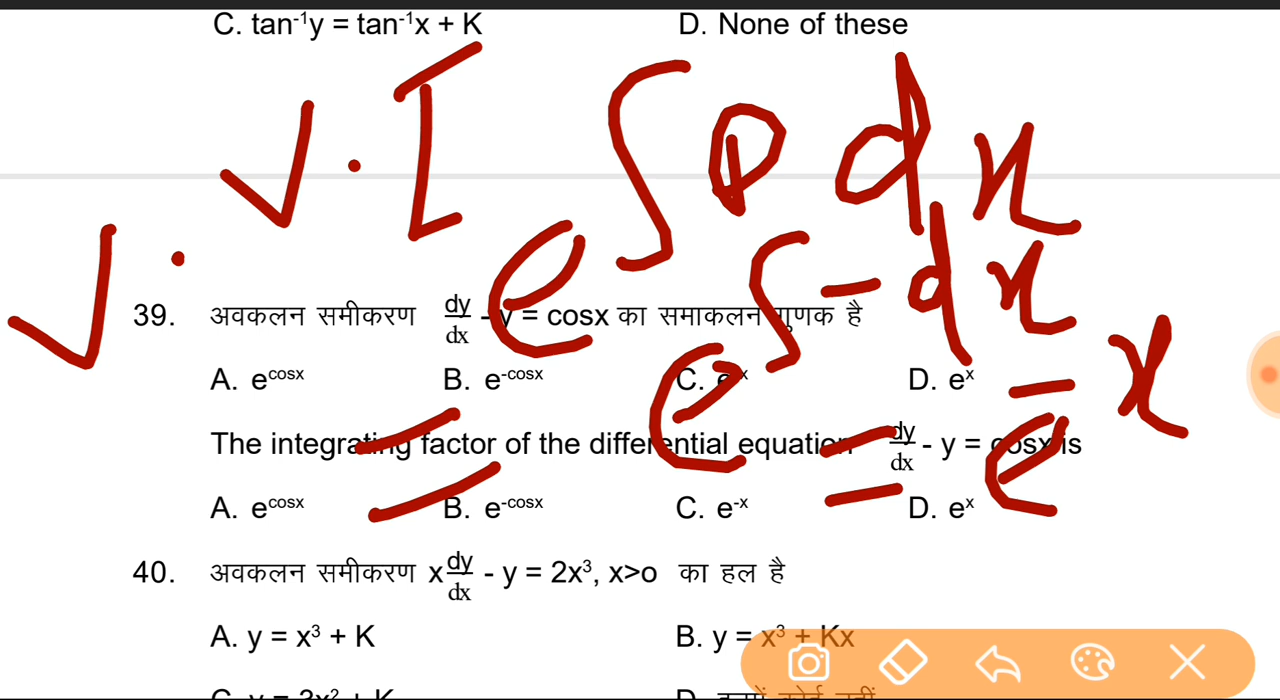 C. tan⁻¹y = tan⁻¹x + K D. None of these
✓. I ∫ P dx
✓. e ∫ - dx
39. अवकलन समीकरण dy/dx - y = cosx का समाकलन गुणक है
A. eᶜᵒˢˣ B. e⁻ᶜᵒˢˣ C. e⁻ˣ D. eˣ
= e = e - x
The integrating factor of the differential equation dy/dx - y = cosx is
A. eᶜᵒˢˣ B. e⁻ᶜᵒˢˣ C. e⁻ˣ D. eˣ
40. अवकलन समीकरण x dy/dx - y = 2x³, x>o का हल है
A. y = x³ + K B. y = x³ + Kx